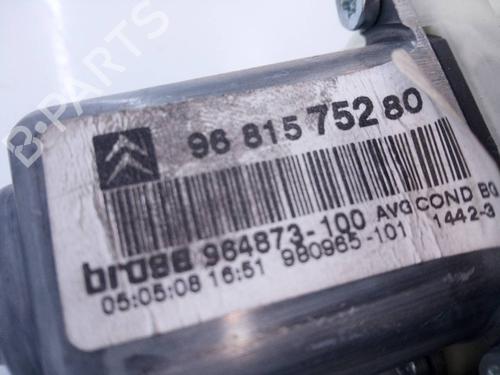 B-PARTS
96 815 752 80
brose 964873-100 AVG COND BG
05:05:08 16:51 980965-101 1442-3